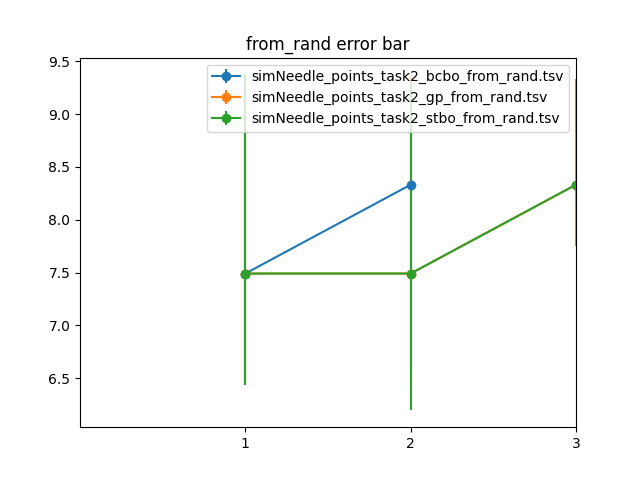 from_rand error bar
simNeedle_points_task2_bcbo_from_rand.tsv
simNeedle_points_task2_gp_from_rand.tsv
simNeedle_points_task2_stbo_from_rand.tsv
9.5
9.0
8.5
8.0
7.5
7.0
6.5
1
2
3